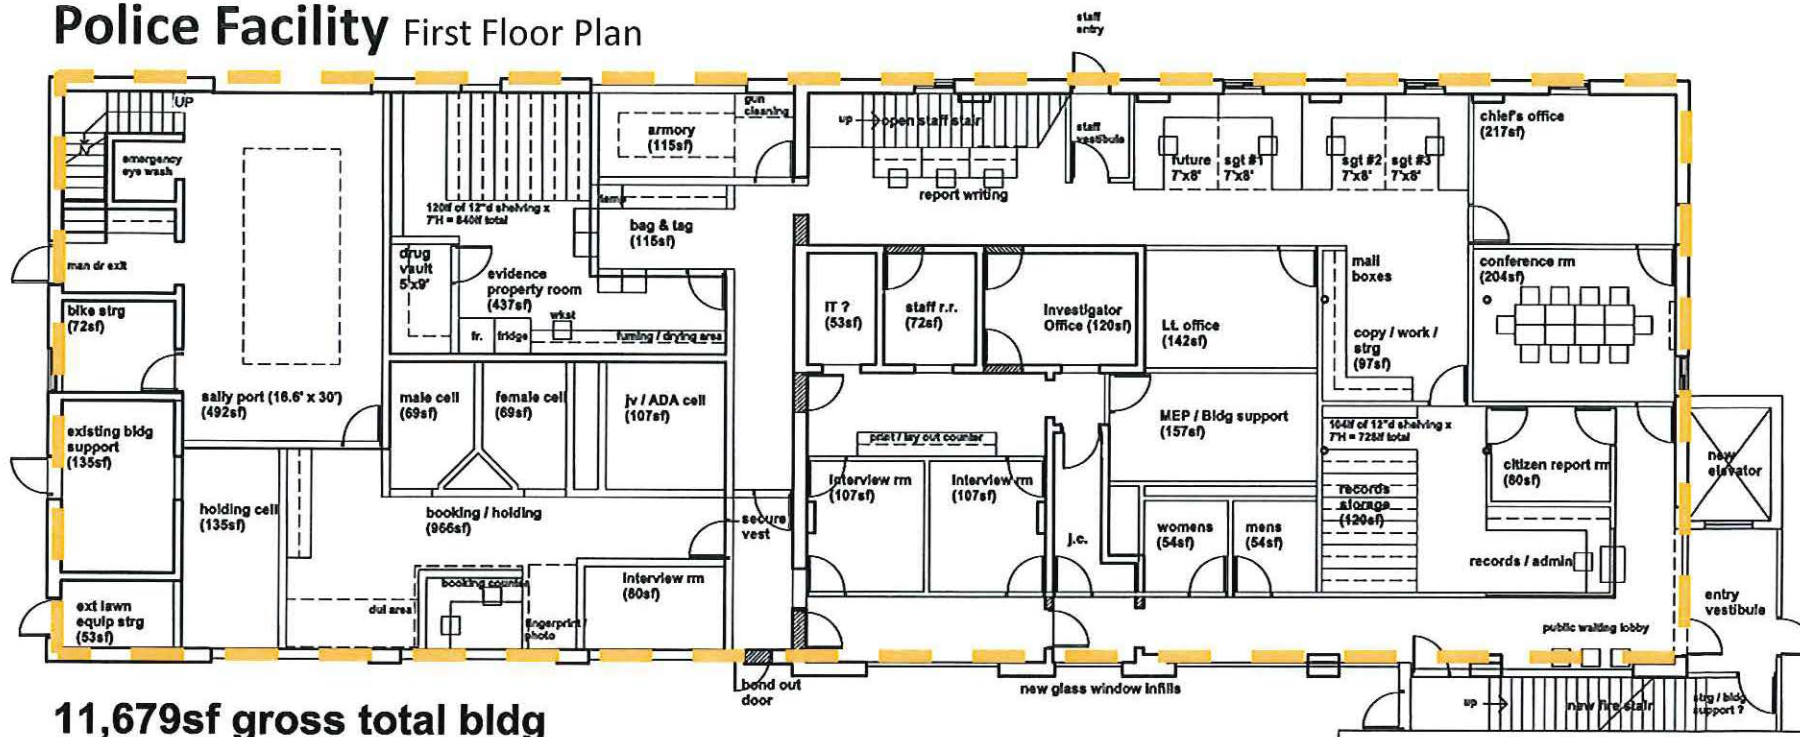 Police Facility First Floor Plan
staff
entry
UP
emergency
eye wash
man dr exit
bike strg
(72sf)
existing bldg
support
(135sf)
ext lawn
equip strg
(53sf)
sally port (16.6' x 30')
(492sf)
holding cell
(135sf)
120lf of 12"d shelving x
7'H = 840lf total
drug
vault
5'x9'
evidence
property room
(437sf)
fr.
fridge
wkst
fuming / drying area
armory
(115sf)
gun
cleaning
temp
bag & tag
(115sf)
male cell
(69sf)
female cell
(69sf)
jv / ADA cell
(107sf)
booking / holding
(966sf)
secure
vest
booking counter
dui area
fingerprint /
photo
Interview rm
(80sf)
bond out
door
up
open staff stair
staff
vestibule
report writing
future
7'x8'
sgt #1
7'x8'
sgt #2
7'x8'
sgt #3
7'x8'
chief's office
(217sf)
IT ?
(53sf)
staff r.r.
(72sf)
Investigator
Office (120sf)
Lt. office
(142sf)
mail
boxes
copy / work /
strg
(97sf)
conference rm
(204sf)
print / lay out counter
Interview rm
(107sf)
Interview rm
(107sf)
MEP / Bldg support
(157sf)
j.c.
womens
(54sf)
mens
(54sf)
104lf of 12"d shelving x
7'H = 728lf total
records
storage
(120sf)
citizen report rm
(80sf)
records / admin
new
elevator
entry
vestibule
public waiting lobby
new glass window infills
up
new fire stair
strg / bldg
support ?
11,679sf gross total bldg